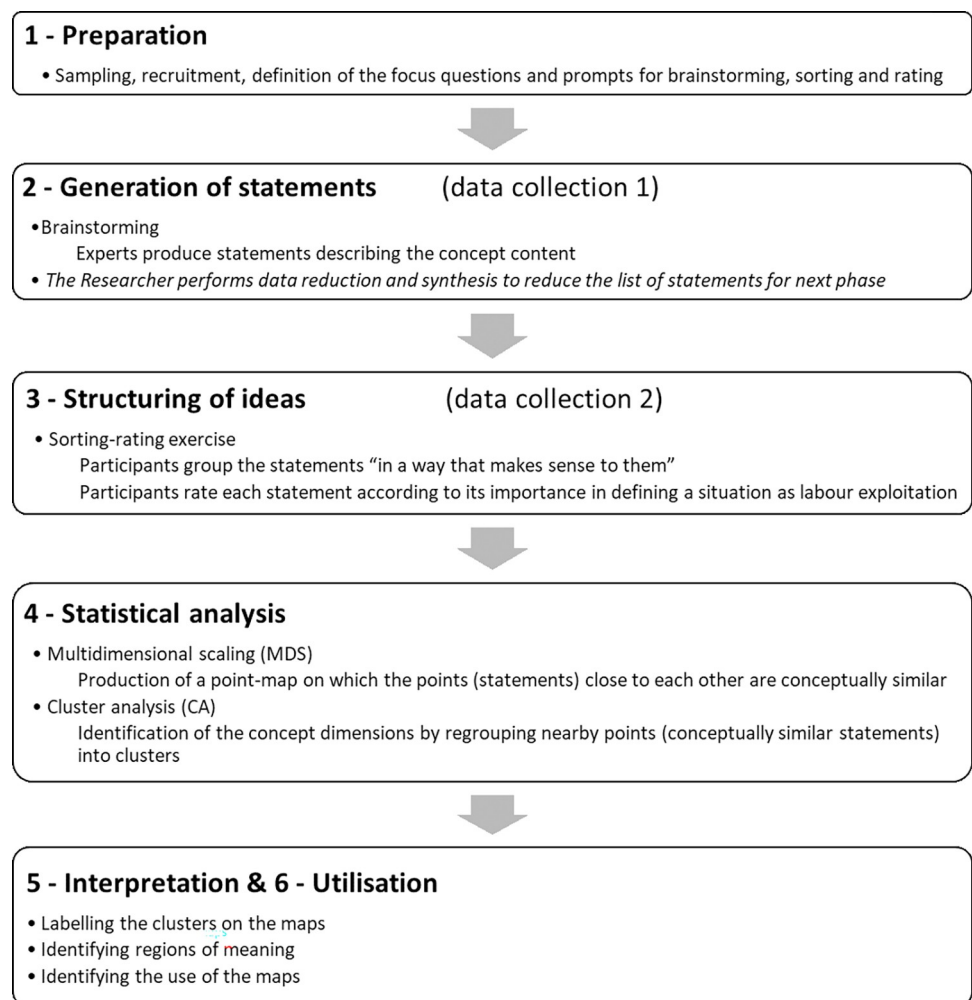 1 - Preparation
• Sampling, recruitment, definition of the focus questions and prompts for brainstorming, sorting and rating
2 - Generation of statements (data collection 1)
•Brainstorming
Experts produce statements describing the concept content
• The Researcher performs data reduction and synthesis to reduce the list of statements for next phase
3 - Structuring of ideas (data collection 2)
• Sorting-rating exercise
Participants group the statements “in a way that makes sense to them”
Participants rate each statement according to its importance in defining a situation as labour exploitation
4 - Statistical analysis
• Multidimensional scaling (MDS)
Production of a point-map on which the points (statements) close to each other are conceptually similar
• Cluster analysis (CA)
Identification of the concept dimensions by regrouping nearby points (conceptually similar statements)
into clusters
5 - Interpretation & 6 - Utilisation
• Labelling the clusters on the maps
• Identifying regions of meaning
• Identifying the use of the maps